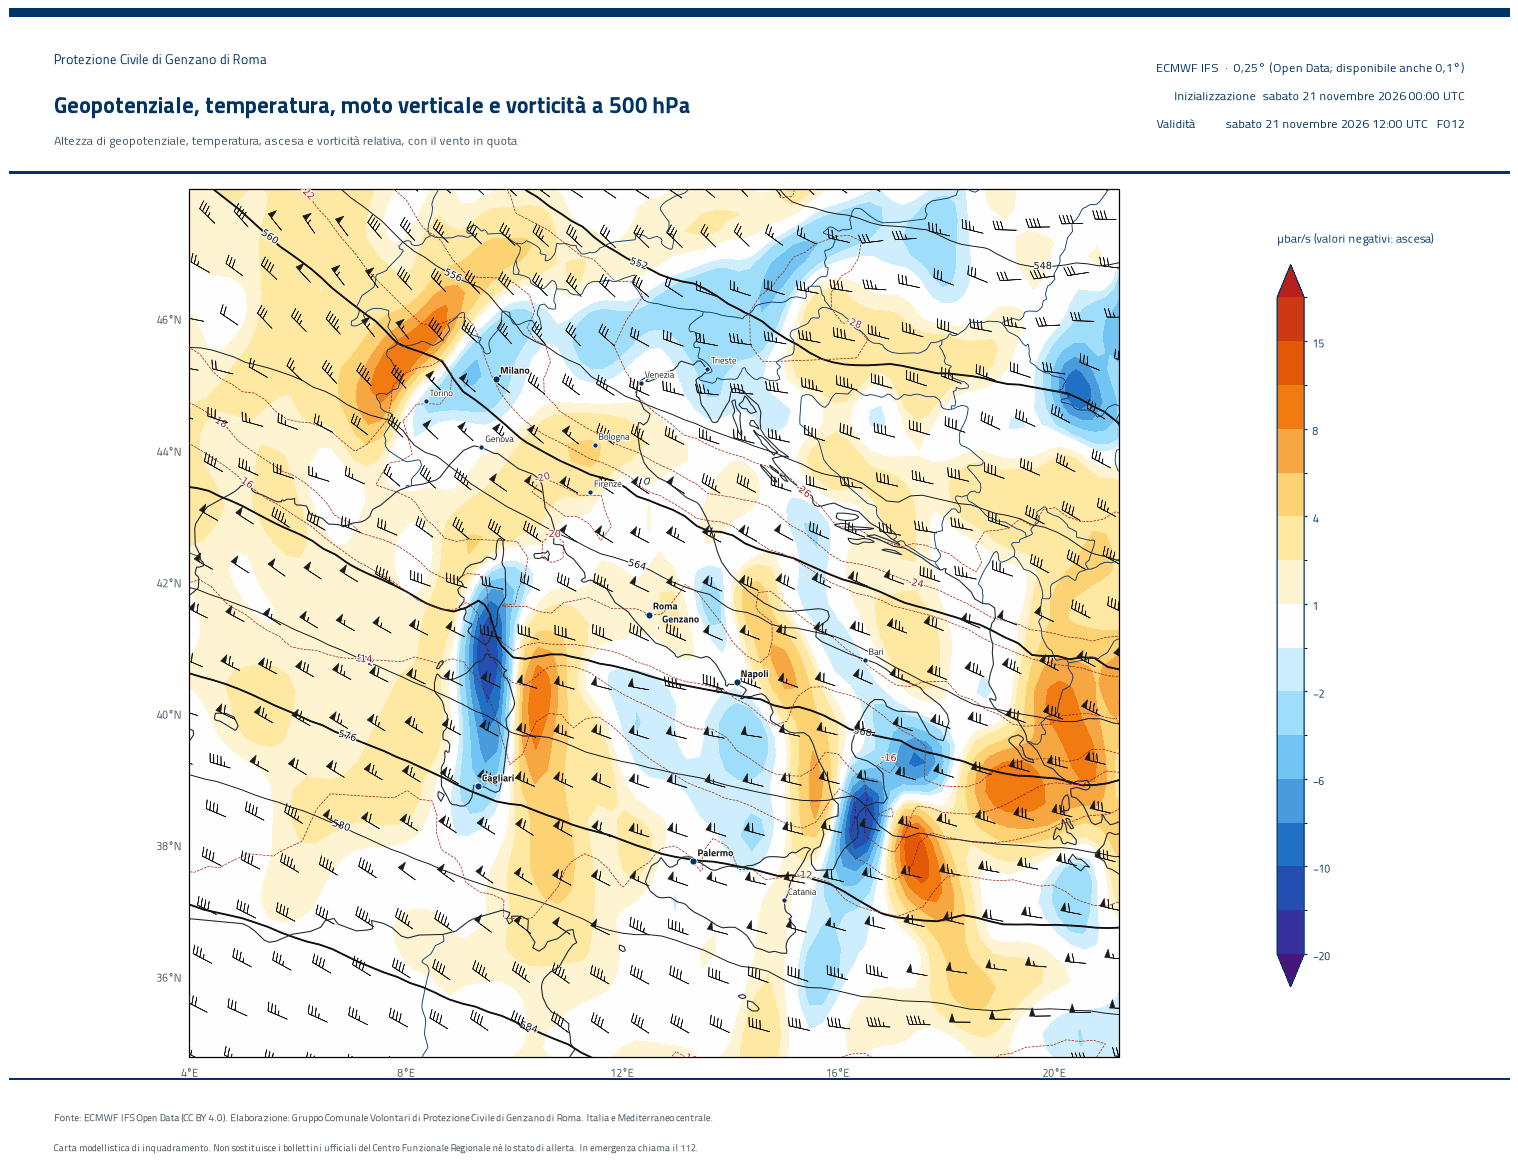 Protezione Civile di Genzano di Roma
Geopotenziale, temperatura, moto verticale e vorticità a 500 hPa
Altezza di geopotenziale, temperatura, ascesa e vorticità relativa, con il vento in quota
ECMWF IFS · 0,25° (Open Data; disponibile anche 0,1°)
Inizializzazione sabato 21 novembre 2026 00:00 UTC
Validità sabato 21 novembre 2026 12:00 UTC F012
µbar/s (valori negativi: ascesa)
15
8
4
1
−2
−6
−10
−20
46°N
44°N
42°N
40°N
38°N
36°N
4°E
8°E
12°E
16°E
20°E
-22
560
556
552
548
-28
Trieste
Venezia
Milano
Torino
-18
Genova
Bologna
-16
-20
Firenze
-26
-20
564
-24
Roma
Genzano
514
Bari
Napoli
576
568
-16
Cagliari
580
Palermo
-12
Catania
584
Fonte: ECMWF IFS Open Data (CC BY 4.0). Elaborazione: Gruppo Comunale Volontari di Protezione Civile di Genzano di Roma. Italia e Mediterraneo centrale.
Carta modellistica di inquadramento. Non sostituisce i bollettini ufficiali del Centro Funzionale Regionale né lo stato di allerta. In emergenza chiama il 112.